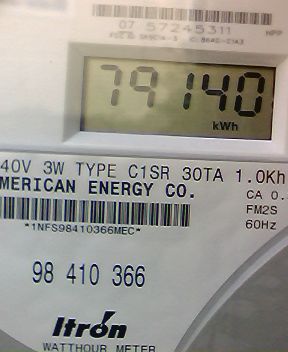 07 57245311
79140
kWh
40V 3W TYPE C1SR 30TA 1.0Kh
MERICAN ENERGY CO.
CA 0.
FM2S
*1NFS98410366MEC*
60Hz
98 410 366
Itron
WATTHOUR METER